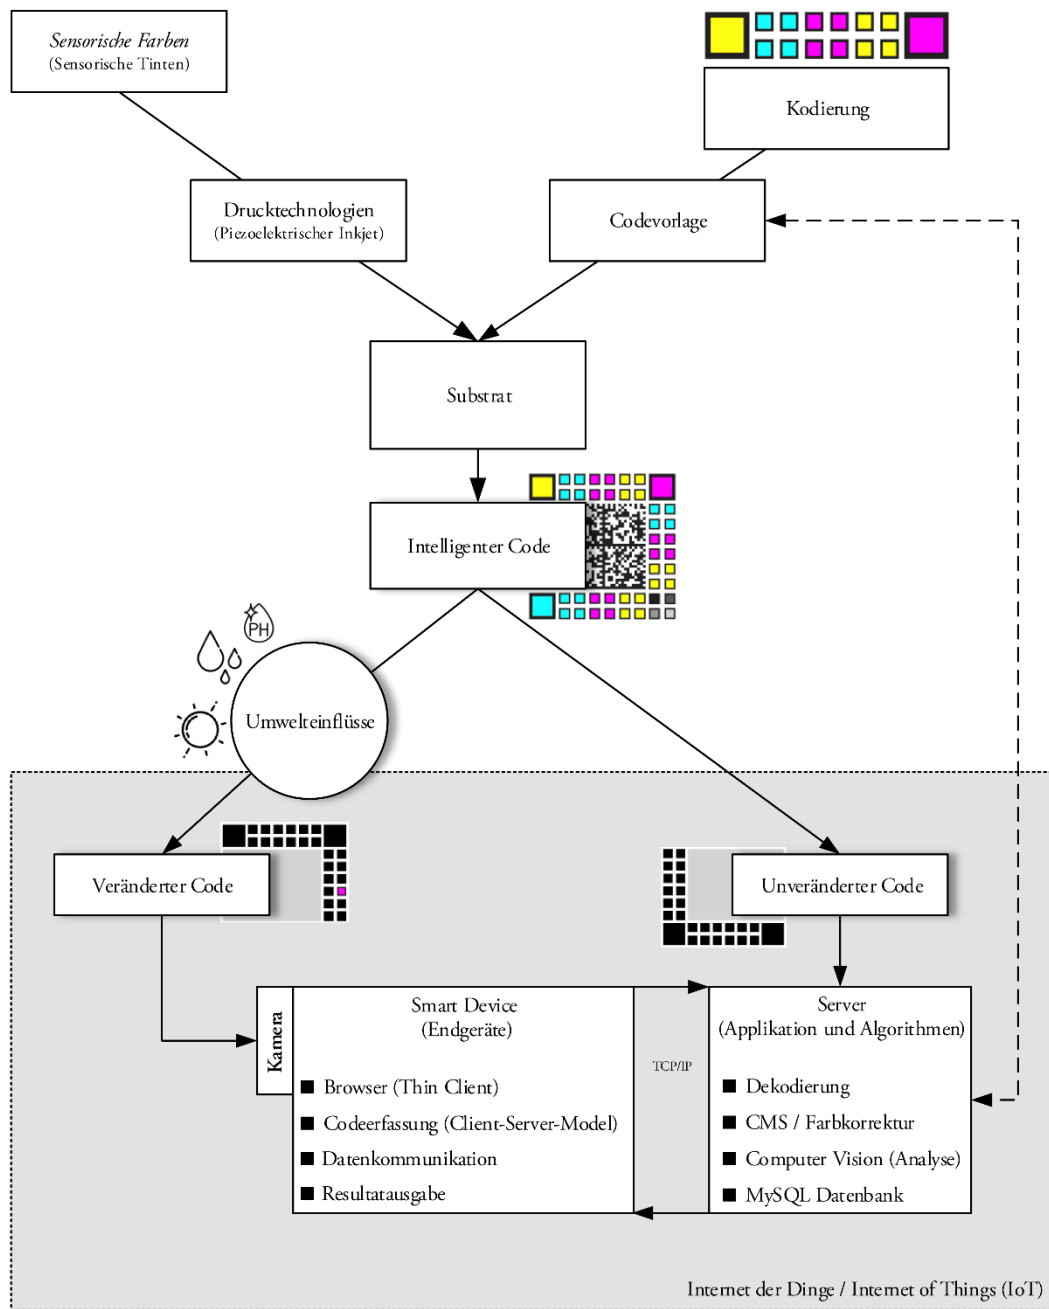 Sensorische Farben
(Sensorische Tinten)
Kodierung
Drucktechnologien
(Piezoelektrischer Inkjet)
Codevorlage
Substrat
Intelligenter Code
PH
Umwelteinflüsse
Veränderter Code
Unveränderter Code
Kamera
Smart Device
(Endgeräte)
■ Browser (Thin Client)
■ Codeerfassung (Client-Server-Model)
■ Datenkommunikation
■ Resultatausgabe
TCP/IP
Server
(Applikation und Algorithmen)
■ Dekodierung
■ CMS / Farbkorrektur
■ Computer Vision (Analyse)
■ MySQL Datenbank
Internet der Dinge / Internet of Things (IoT)